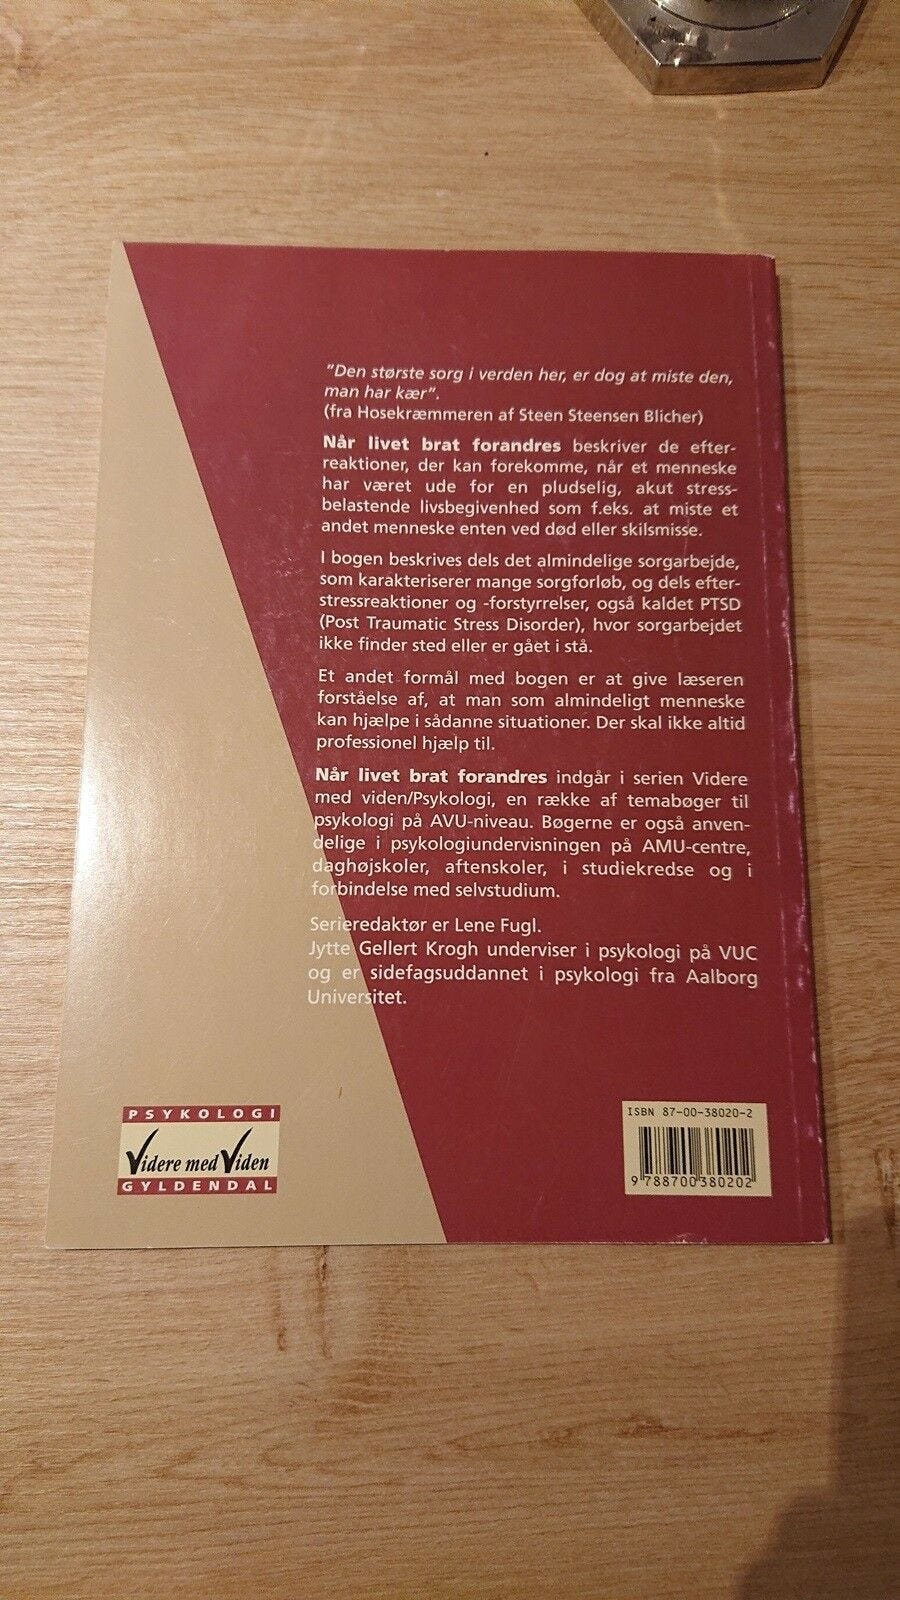 "Den største sorg i verden her, er dog at miste den,
man har kær".
(fra Hosekræmmeren af Steen Steensen Blicher)
Når livet brat forandres beskriver de efter-
reaktioner, der kan forekomme, når et menneske
har været ude for en pludselig, akut stress-
belastende livsbegivenhed som f.eks. at miste et
andet menneske enten ved død eller skilsmisse.
I bogen beskrives dels det almindelige sorgarbejde,
som karakteriserer mange sorgforløb, og dels efter-
stressreaktioner og -forstyrrelser, også kaldet PTSD
(Post Traumatic Stress Disorder), hvor sorgarbejdet
ikke finder sted eller er gået i stå.
Et andet formål med bogen er at give læseren
forståelse af, at man som almindeligt menneske
kan hjælpe i sådanne situationer. Der skal ikke altid
professionel hjælp til.
Når livet brat forandres indgår i serien Videre
med viden/Psykologi, en række af temabøger til
psykologi på AVU-niveau. Bøgerne er også anven-
delige i psykologiundervisningen på AMU-centre,
daghøjskoler, aftenskoler, i studiekredse og i
forbindelse med selvstudium.
Serieredaktør er Lene Fugl.
Jytte Gellert Krogh underviser i psykologi på VUC
og er sidefagsuddannet i psykologi fra Aalborg
Universitet.
PSYKOLOGI
Videre med Viden
GYLDENDAL
ISBN 87-00-38020-2
9 788700 380202